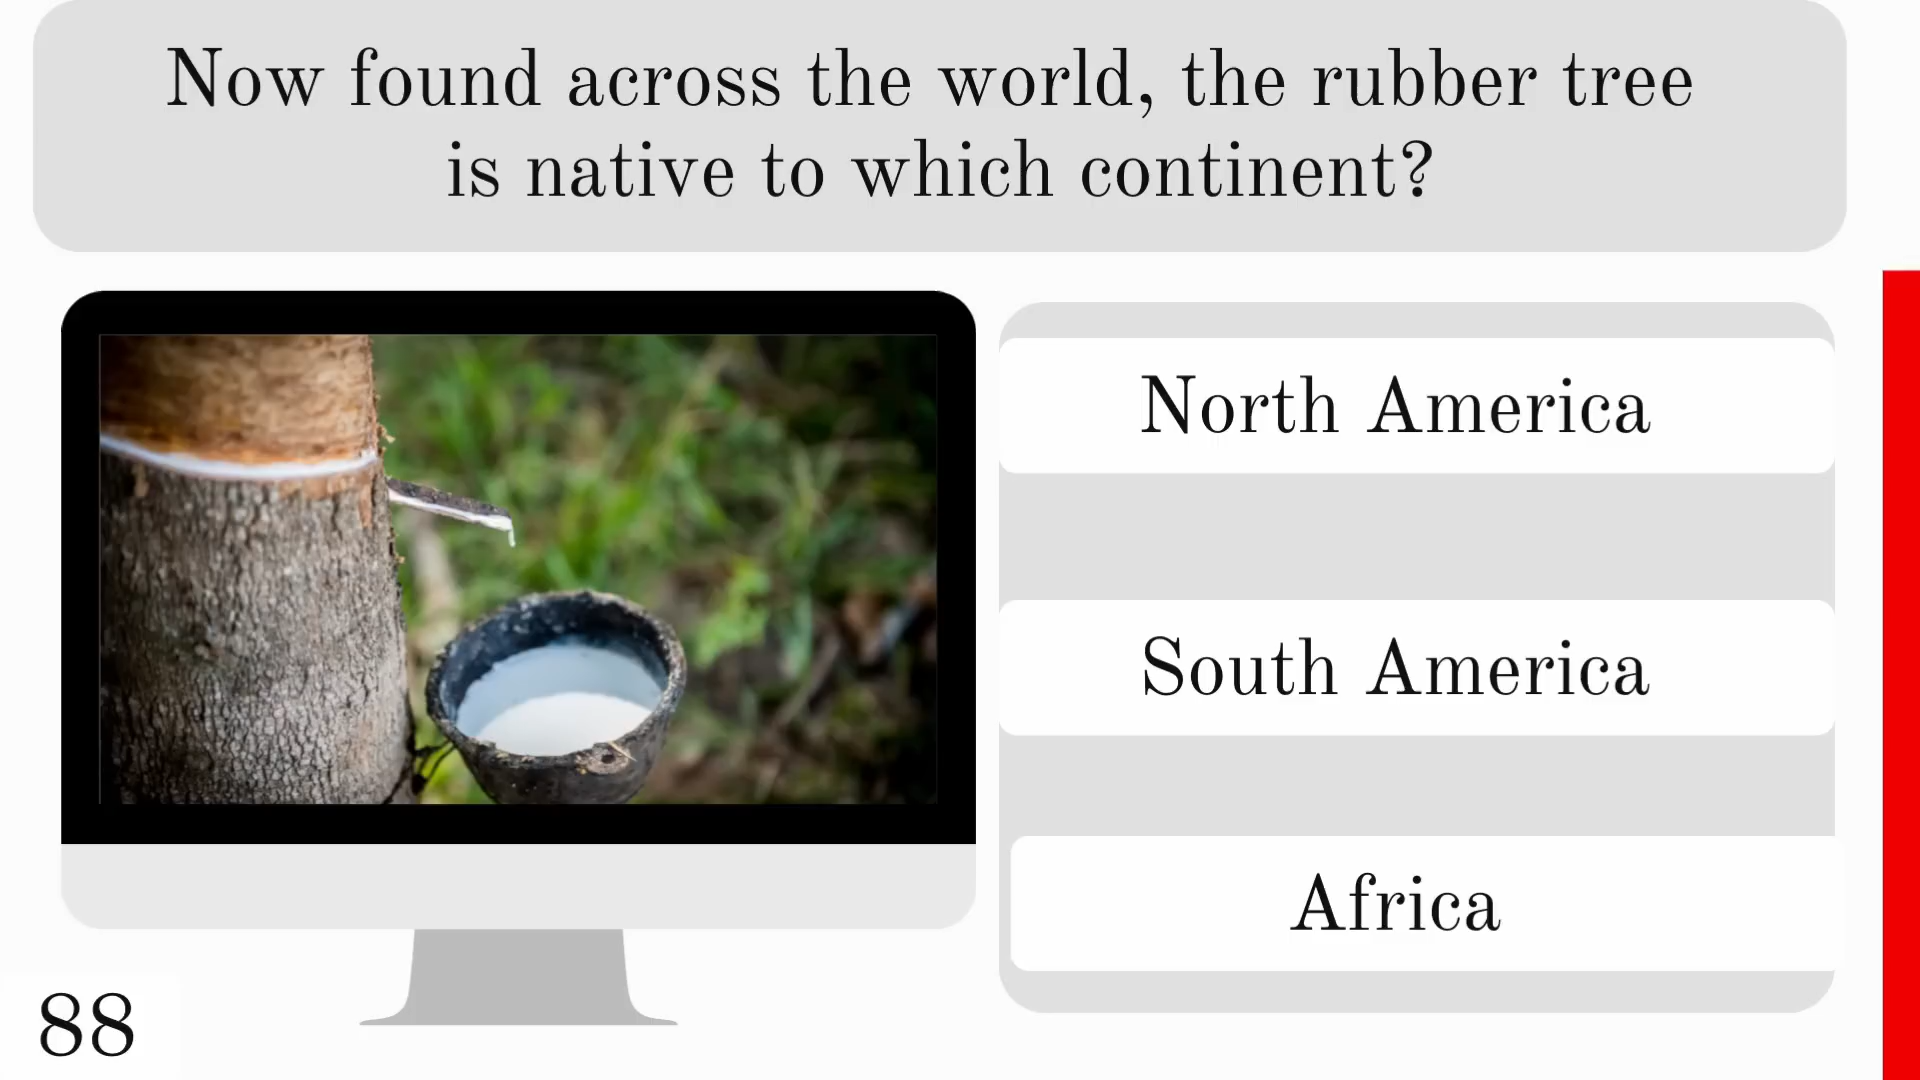 Now found across the world, the rubber tree
is native to which continent?
North America
South America
Africa
88